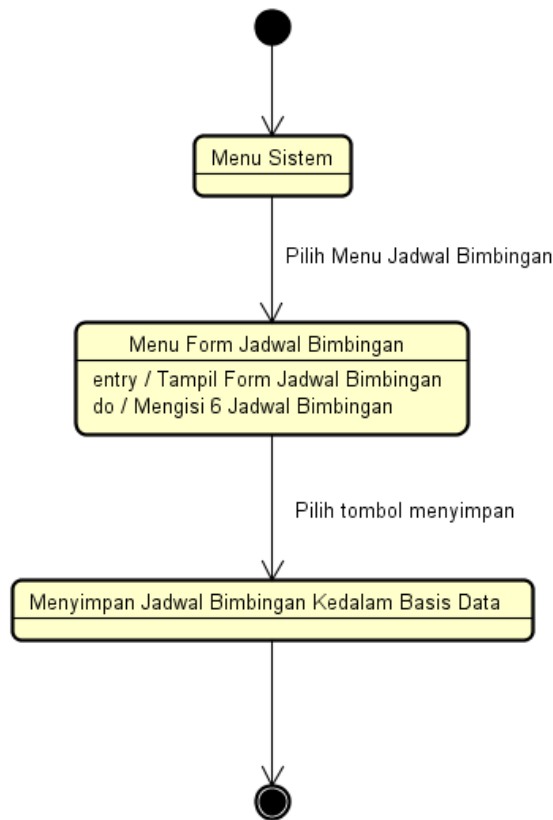 Menu Sistem
Pilih Menu Jadwal Bimbingan
Menu Form Jadwal Bimbingan
entry / Tampil Form Jadwal Bimbingan
do / Mengisi 6 Jadwal Bimbingan
Pilih tombol menyimpan
Menyimpan Jadwal Bimbingan Kedalam Basis Data